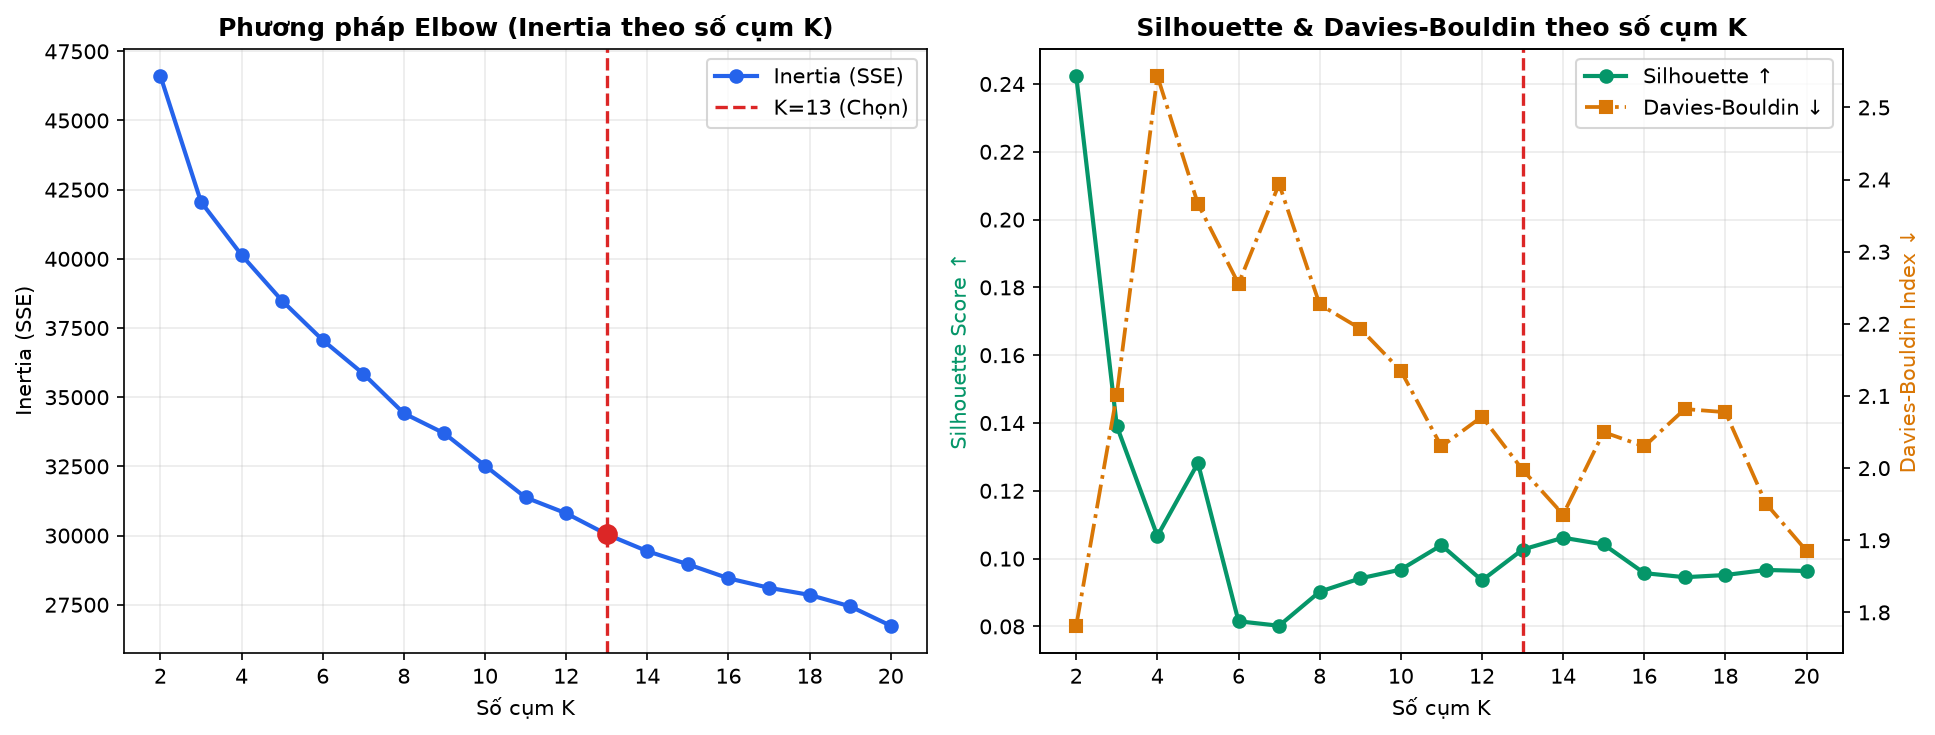 Phương pháp Elbow (Inertia theo số cụm K)
47500
45000
42500
40000
37500
35000
32500
30000
27500
Inertia (SSE)
Inertia (SSE)
K=13 (Chọn)
2 4 6 8 10 12 14 16 18 20
Số cụm K
Silhouette & Davies-Bouldin theo số cụm K
0.24
0.22
0.20
0.18
0.16
0.14
0.12
0.10
0.08
Silhouette Score ↑
Silhouette ↑
Davies-Bouldin ↓
2.5
2.4
2.3
2.2
2.1
2.0
1.9
1.8
Davies-Bouldin Index ↓
2 4 6 8 10 12 14 16 18 20
Số cụm K